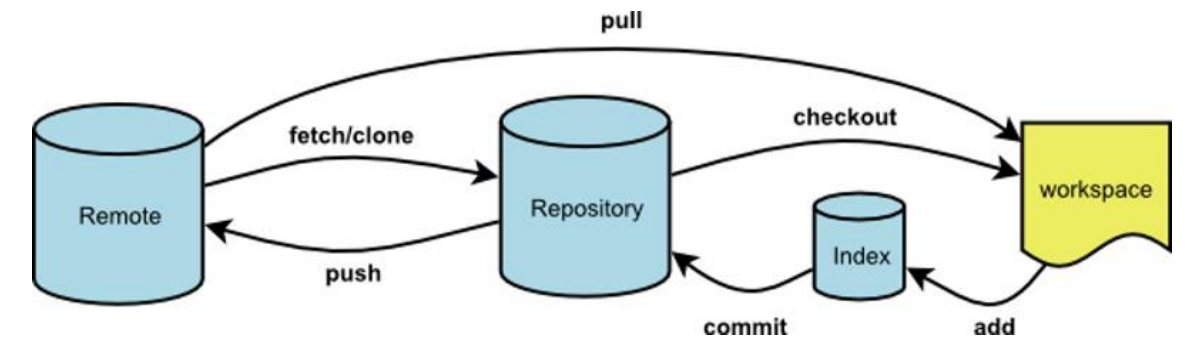 pull
fetch/clone
checkout
Remote
Repository
workspace
Index
push
commit
add